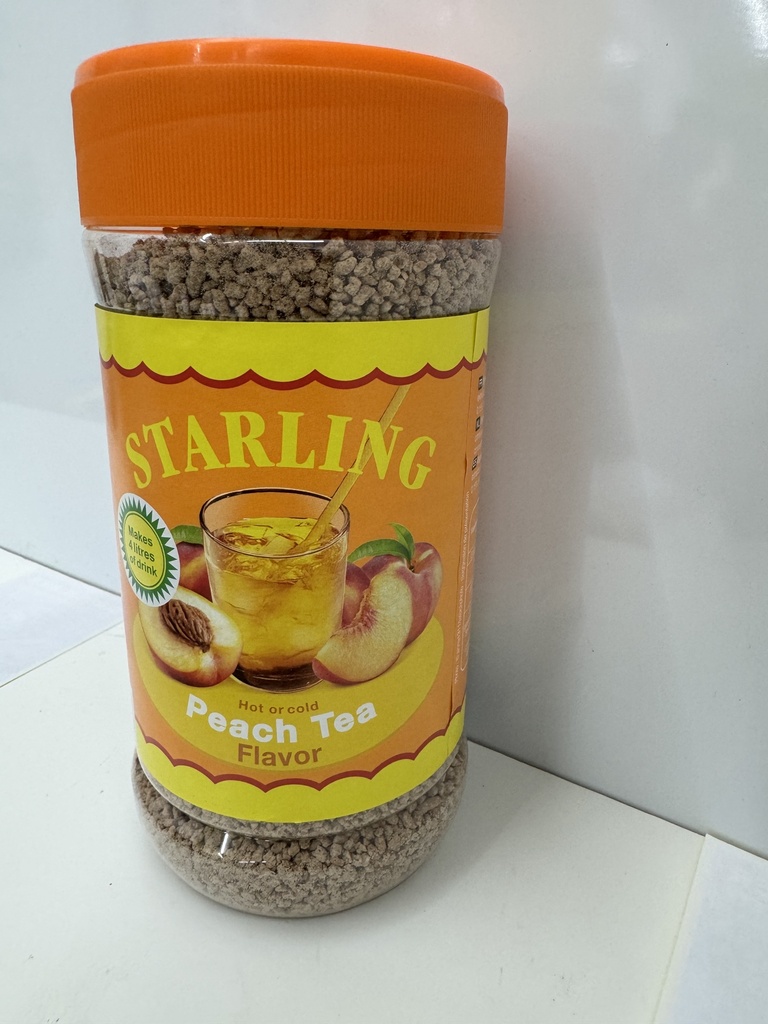 STARLING
Makes
4 litres
of drink
Hot or cold
Peach Tea
Flavor